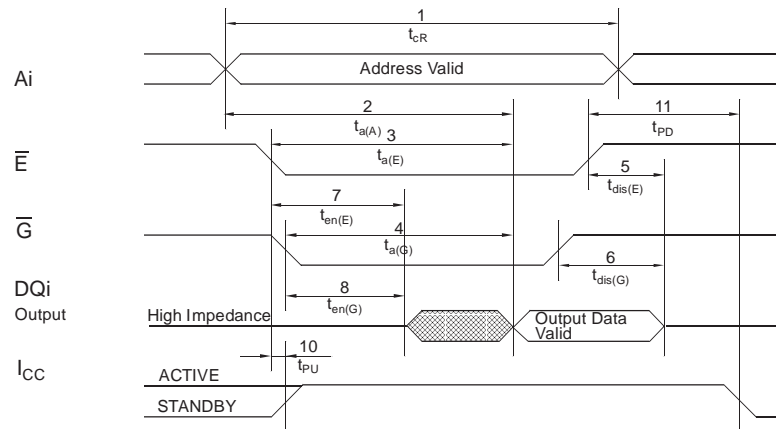 1
t_cR
Ai
Address Valid
2
t_a(A)
11
t_PD
3
t_a(E)
E̅
5
t_dis(E)
7
t_en(E)
G̅
4
t_a(G)
6
t_dis(G)
DQi
Output
8
t_en(G)
High Impedance
Output Data
Valid
10
t_PU
I_CC
ACTIVE
STANDBY